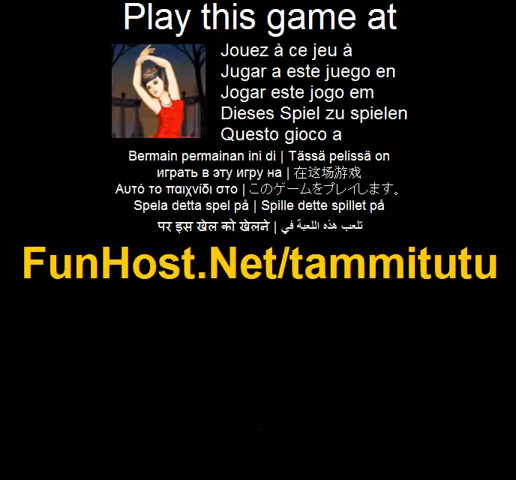 Play this game at
Jouez à ce jeu à
Jugar a este juego en
Jogar este jogo em
Dieses Spiel zu spielen
Questo gioco a
Bermain permainan ini di | Tässä pelissä on
играть в эту игру на | 在这场游戏
Αυτό το παιχνίδι στο | このゲームをプレイします。
Spela detta spel på | Spille dette spillet på
पर इस खेल को खेलने | تلعب هذه اللعبة في
FunHost.Net/tammitutu